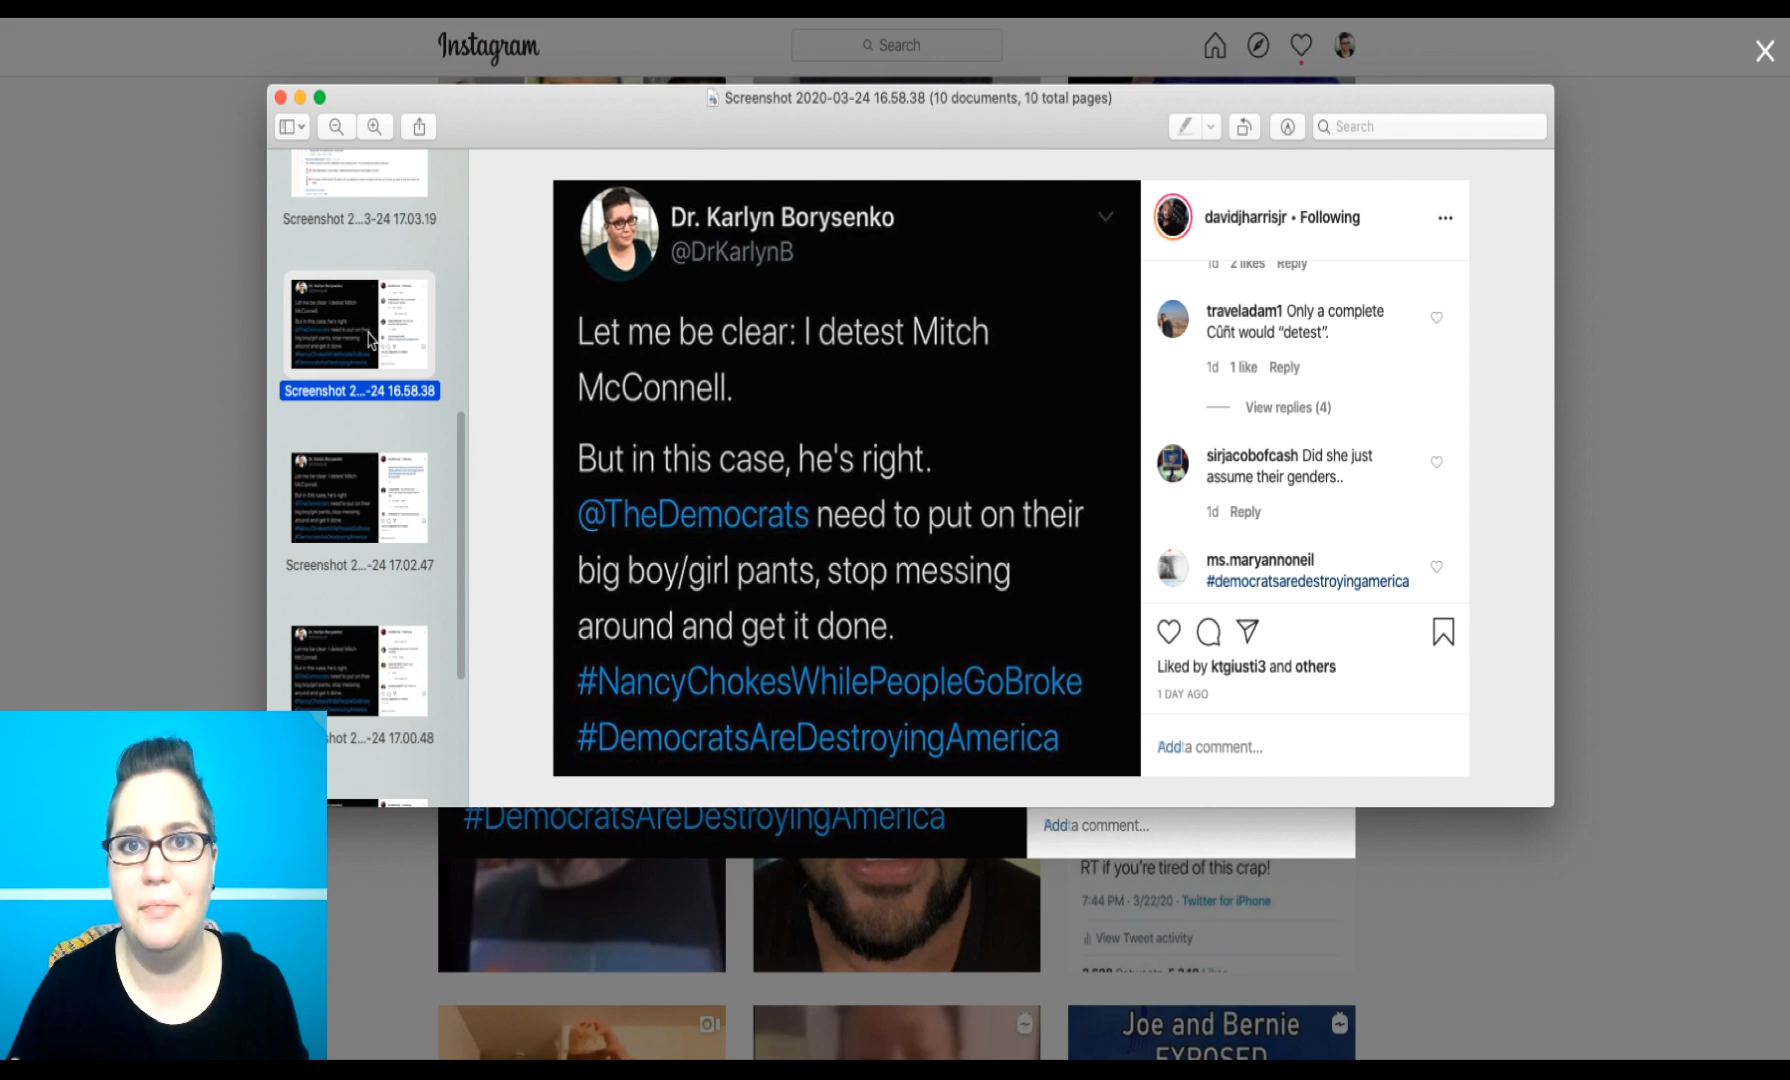 Instagram
Search
Screenshot 2020-03-24 16.58.38 (10 documents, 10 total pages)
Search
Screenshot 2...3-24 17.03.19
Screenshot 2...-24 16.58.38
Screenshot 2...-24 17.02.47
hot 2...-24 17.00.48
Dr. Karlyn Borysenko
@DrKarlynB
Let me be clear: I detest Mitch
McConnell.
But in this case, he's right.
@TheDemocrats need to put on their
big boy/girl pants, stop messing
around and get it done.
#NancyChokesWhilePeopleGoBroke
#DemocratsAreDestroyingAmerica
davidjharrisjr • Following
1d 2 likes Reply
traveladam1 Only a complete
Cûñt would “detest”.
1d 1 like Reply
View replies (4)
sirjacobofcash Did she just
assume their genders..
1d Reply
ms.maryannoneil
#democratsaredestroyingamerica
Liked by ktgiusti3 and others
1 DAY AGO
Add a comment...
#DemocratsAreDestroyingAmerica
Add a comment...
RT if you're tired of this crap!
7:44 PM · 3/22/20 · Twitter for iPhone
View Tweet activity
Joe and Bernie
EXPOSED